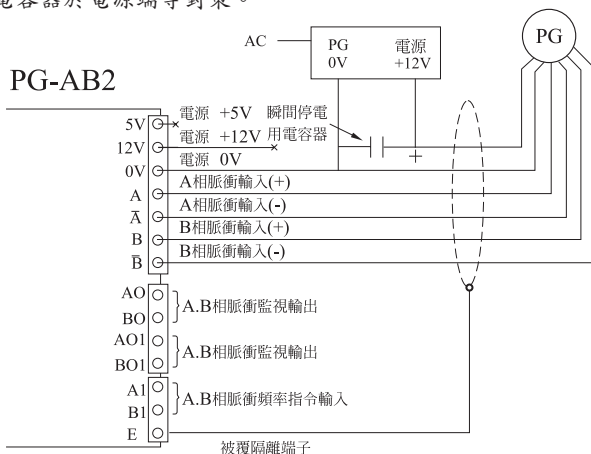 電容器於電源端等對策。
AC
PG
0V
電源
+12V
PG
PG-AB2
5V
電源 +5V
瞬間停電
用電容器
12V
電源 +12V
+
0V
電源 0V
A
A相脈衝輸入(+)
A̅
A相脈衝輸入(-)
B
B相脈衝輸入(+)
B̅
B相脈衝輸入(-)
AO
BO
A.B相脈衝監視輸出
AO1
BO1
A.B相脈衝監視輸出
A1
B1
A.B相脈衝頻率指令輸入
E
被覆隔離端子